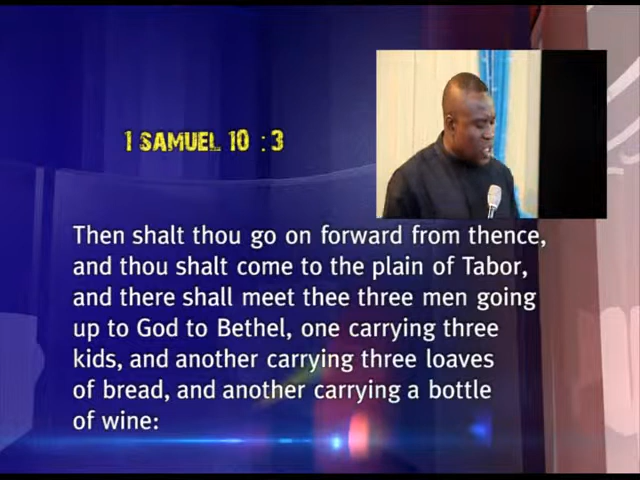 1 SAMUEL 10 : 3
Then shalt thou go on forward from thence,
and thou shalt come to the plain of Tabor,
and there shall meet thee three men going
up to God to Bethel, one carrying three
kids, and another carrying three loaves
of bread, and another carrying a bottle
of wine: